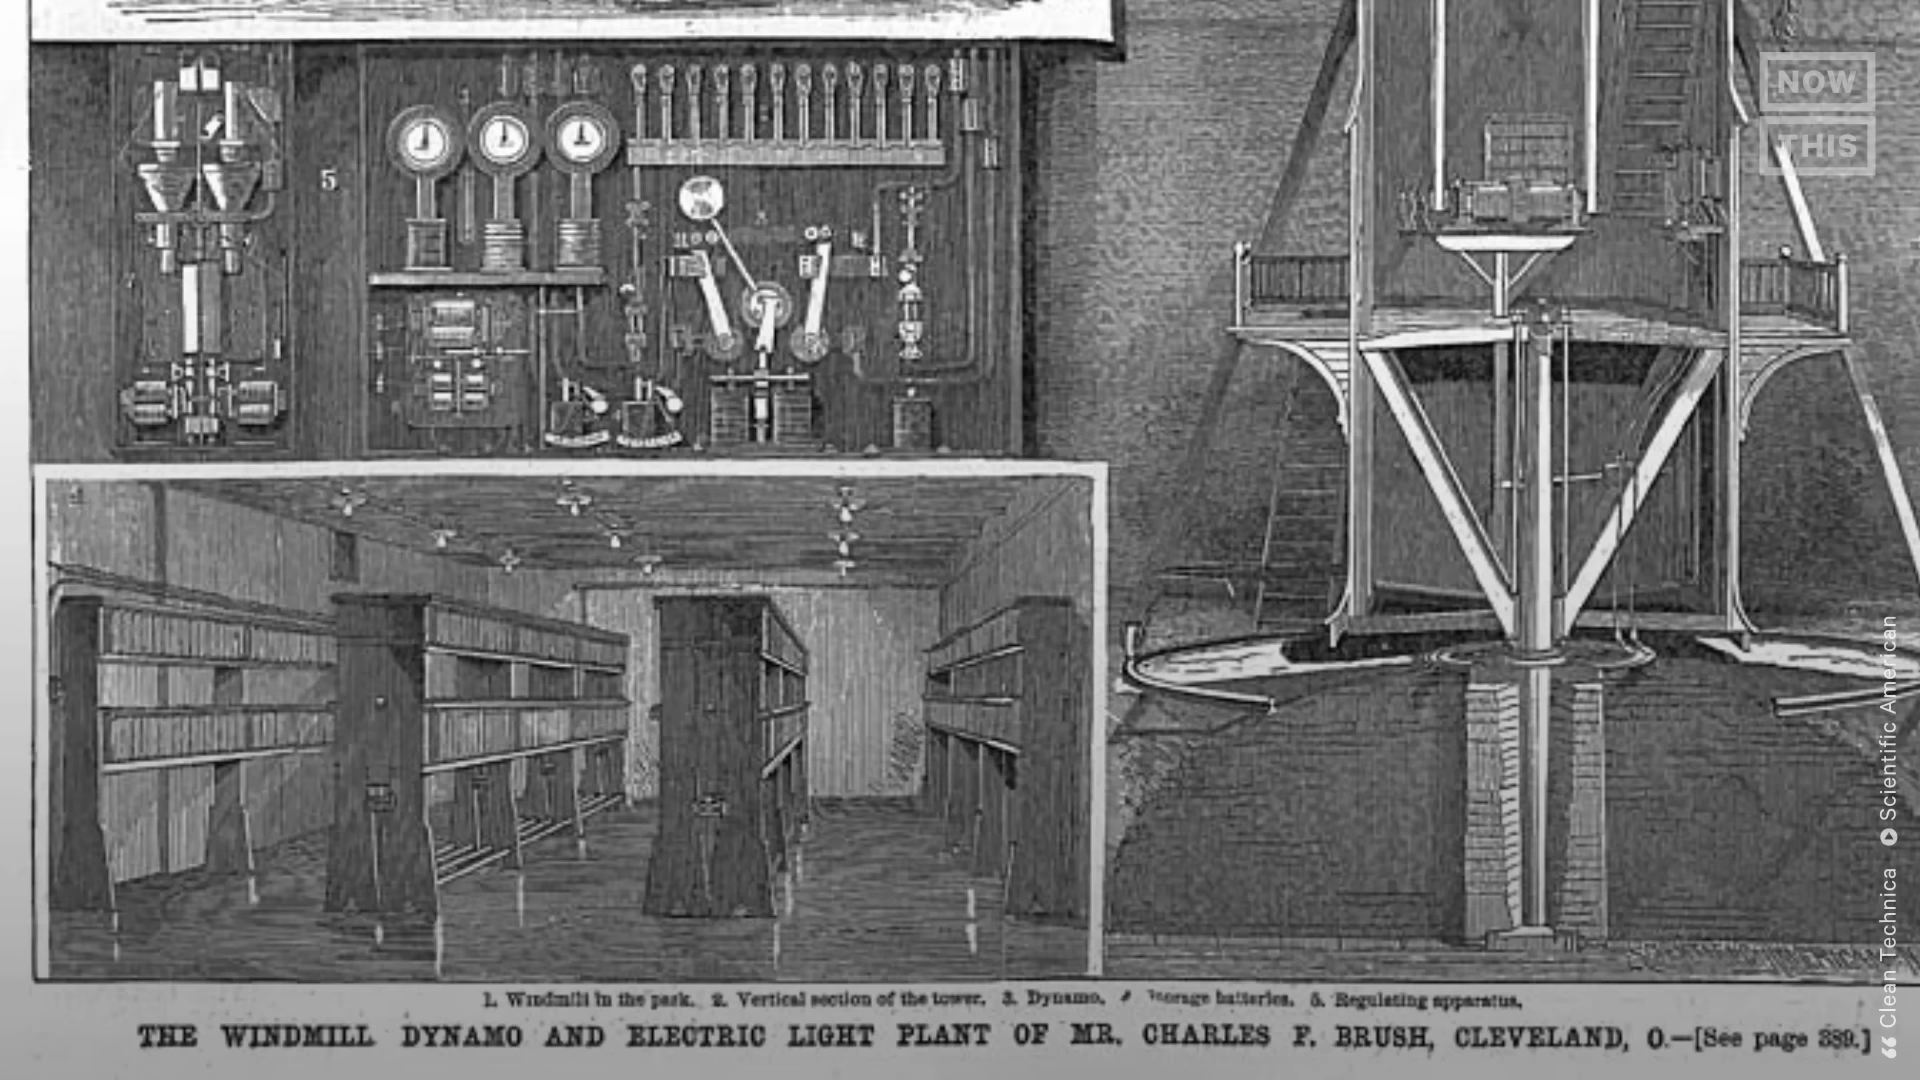 NOW
THIS
5
1. Windmill in the park. 2. Vertical section of the tower. 3. Dynamo. storage batteries. 5. Regulating apparatus.
THE WINDMILL DYNAMO AND ELECTRIC LIGHT PLANT OF MR. CHARLES F. BRUSH, CLEVELAND, O.—[See page 389.]
Clean Technica Scientific American